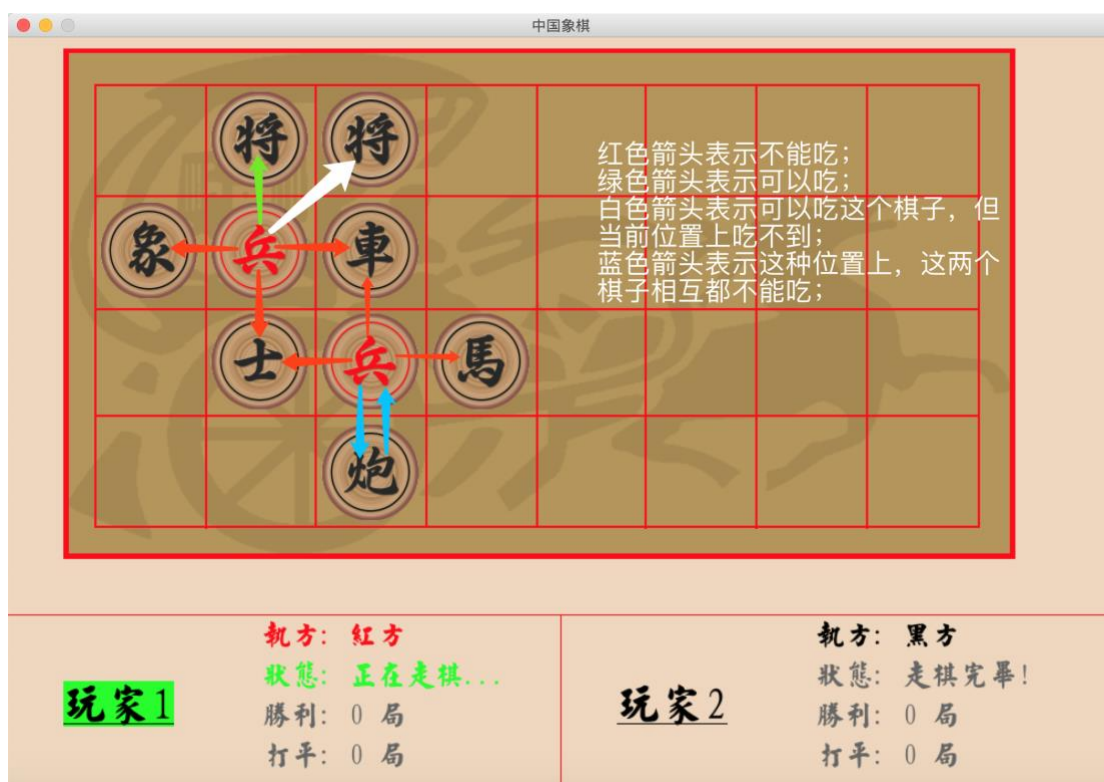 中国象棋
将 将
红色箭头表示不能吃；
绿色箭头表示可以吃；
白色箭头表示可以吃这个棋子，但
当前位置上吃不到；
蓝色箭头表示这种位置上，这两个
棋子相互都不能吃；
象 兵 車
士 兵 馬
炮
玩家1
執方： 紅方
狀態： 正在走棋...
勝利： 0 局
打平： 0 局
玩家2
執方： 黑方
狀態： 走棋完畢!
勝利： 0 局
打平： 0 局